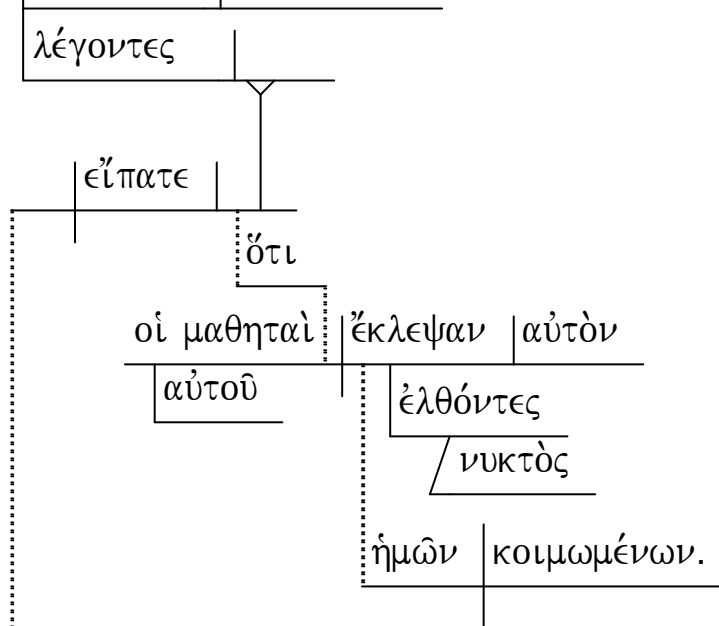 λέγοντες
εἴπατε
ὅτι
οἱ μαθηταὶ ἔκλεψαν αὐτὸν
αὐτοῦ ἐλθόντες
νυκτὸς
ἡμῶν κοιμωμένων.